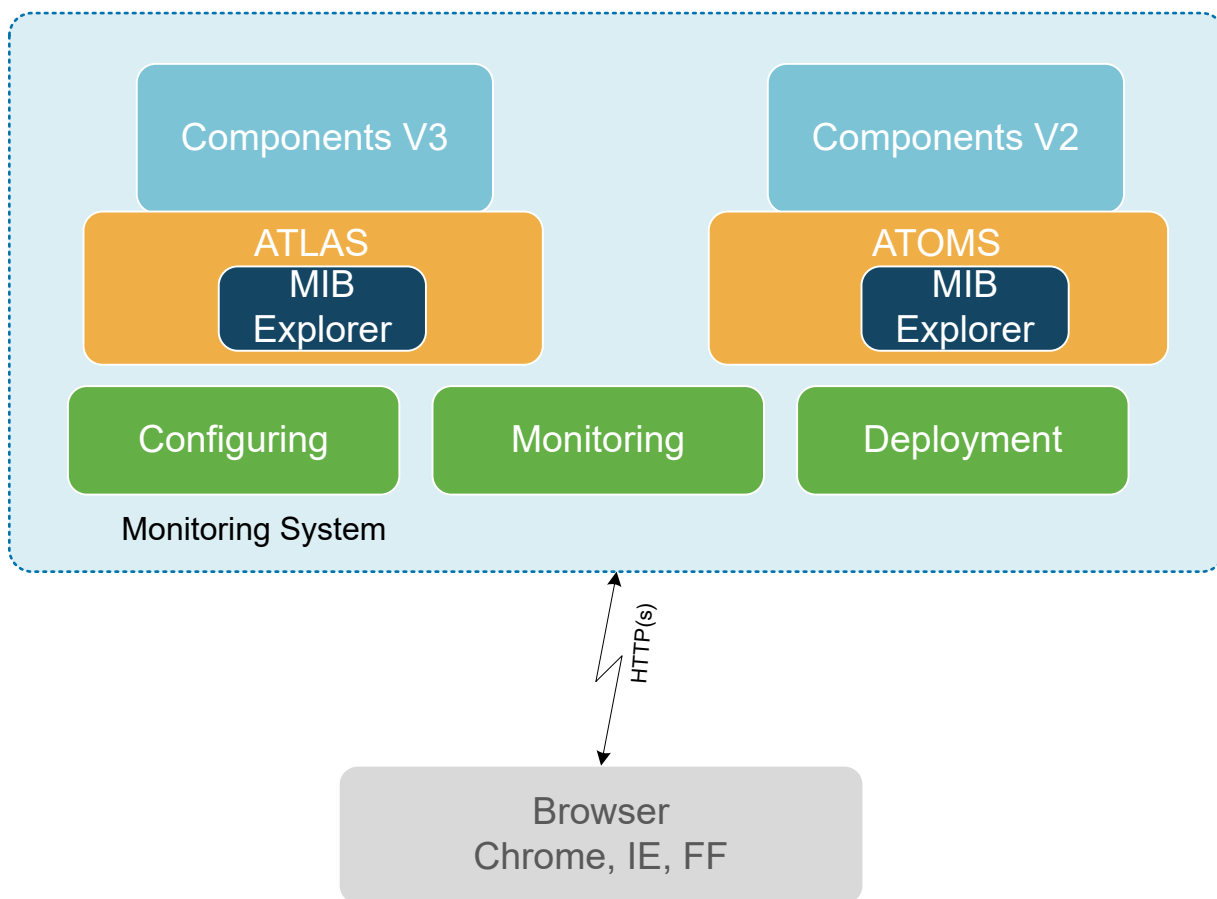 Components V3
Components V2
ATLAS
MIB
Explorer
ATOMS
MIB
Explorer
Configuring
Monitoring
Deployment
Monitoring System
HTTP(s)
Browser
Chrome, IE, FF